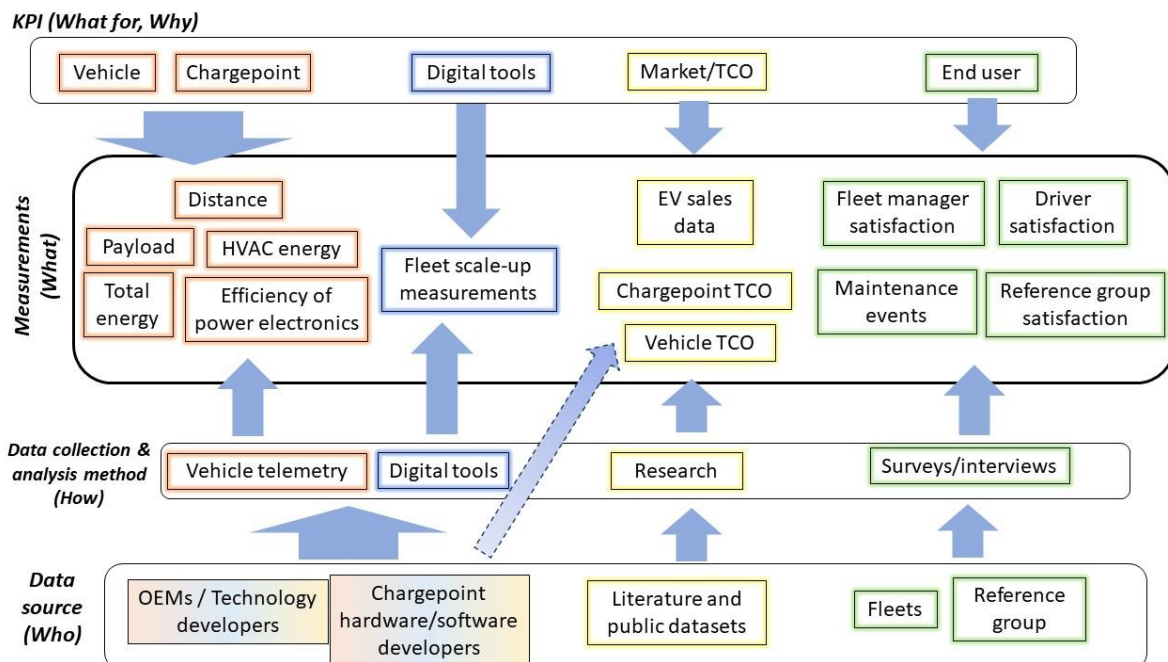 KPI (What for, Why)
Vehicle
Chargepoint
Digital tools
Market/TCO
End user
Measurements
(What)
Distance
Payload
HVAC energy
Total
energy
Efficiency of
power electronics
Fleet scale-up
measurements
EV sales
data
Chargepoint TCO
Vehicle TCO
Fleet manager
satisfaction
Driver
satisfaction
Maintenance
events
Reference group
satisfaction
Data collection &
analysis method
(How)
Vehicle telemetry
Digital tools
Research
Surveys/interviews
Data
source
(Who)
OEMs / Technology
developers
Chargepoint
hardware/software
developers
Literature and
public datasets
Fleets
Reference
group